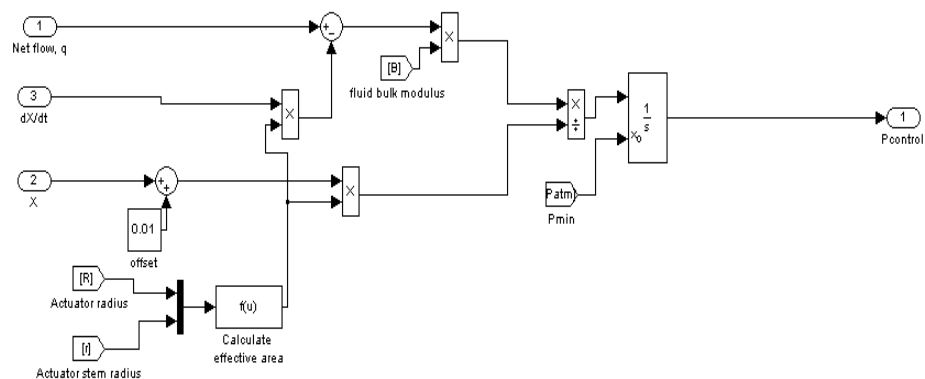 1
Net flow, q
+
−
X
[B]
fluid bulk modulus
3
dX/dt
X
X
÷
1
s
xo
1
Pcontrol
2
X
+
+
X
Patm
Pmin
0.01
offset
[R]
Actuator radius
f(u)
Calculate
effective area
[r]
Actuator stem radius